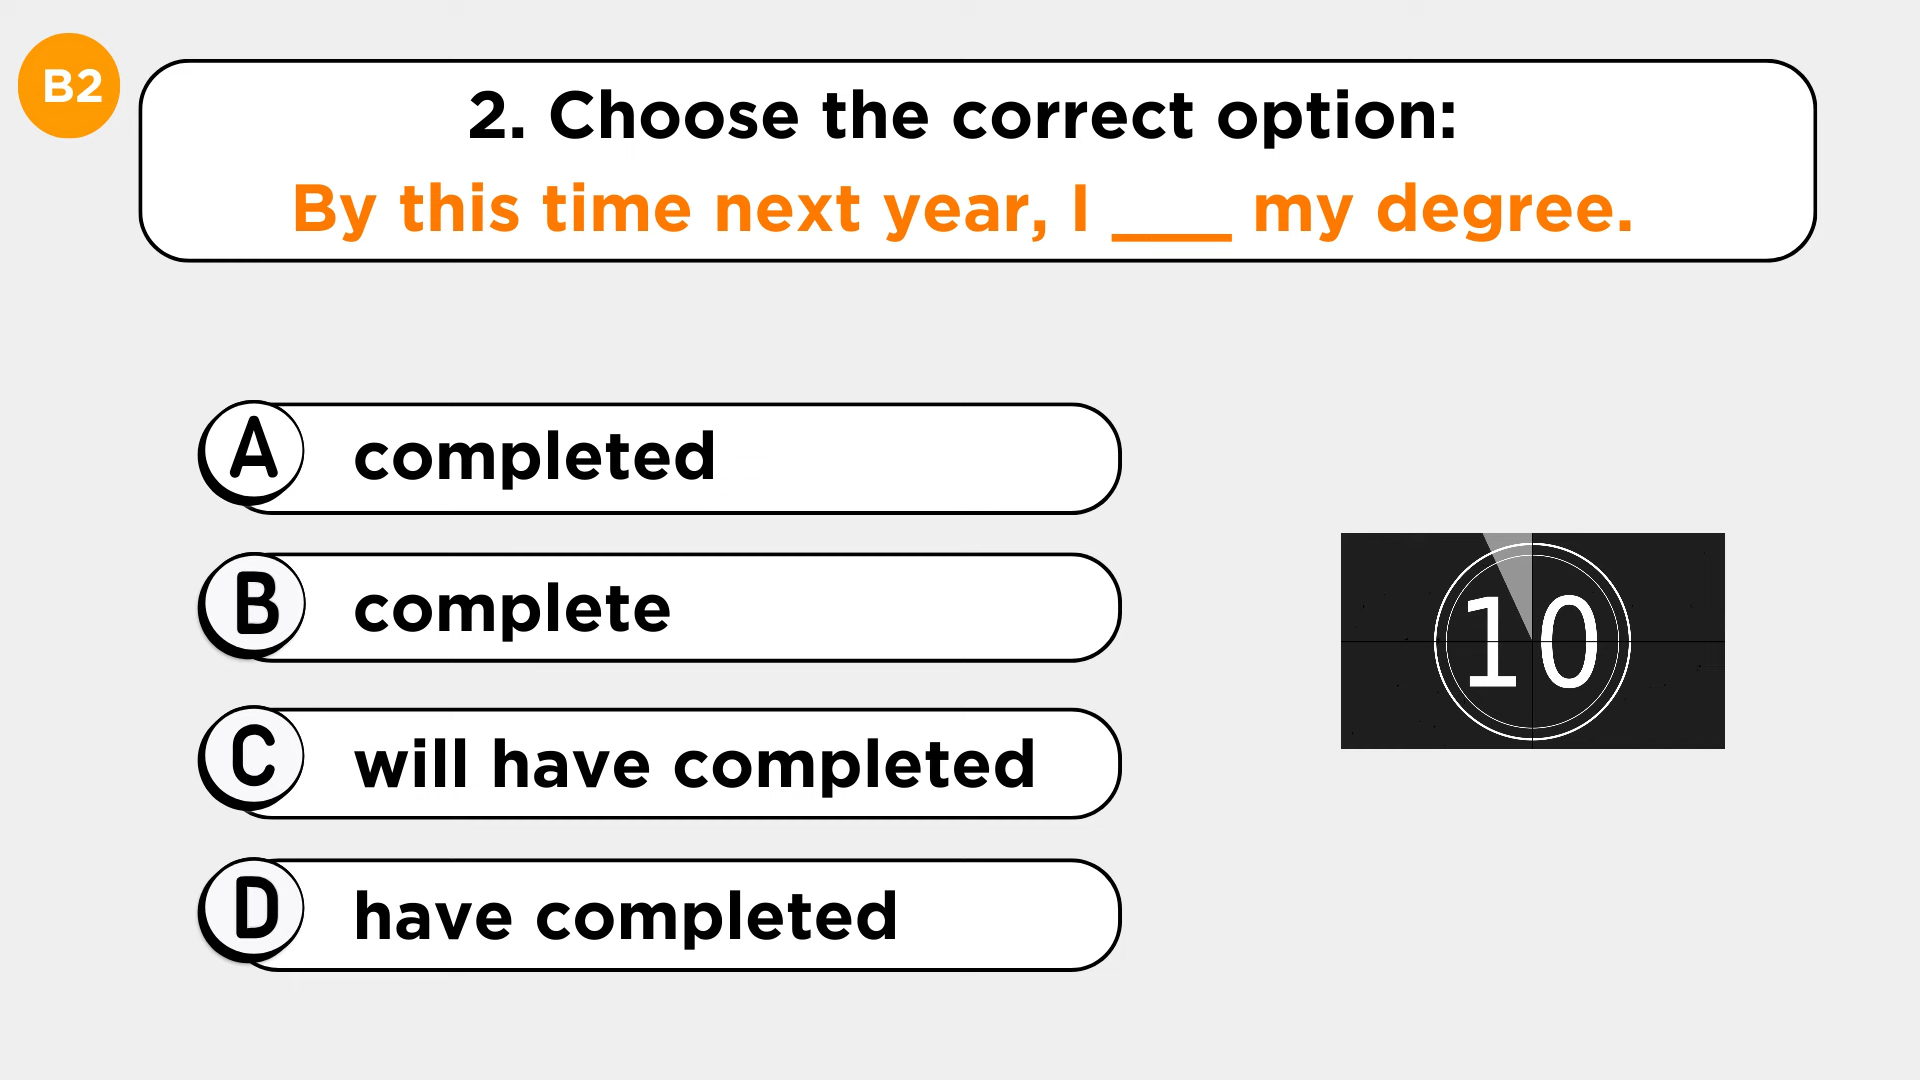 B2
2. Choose the correct option:
By this time next year, I ___ my degree.
A completed
B complete
C will have completed
D have completed
10